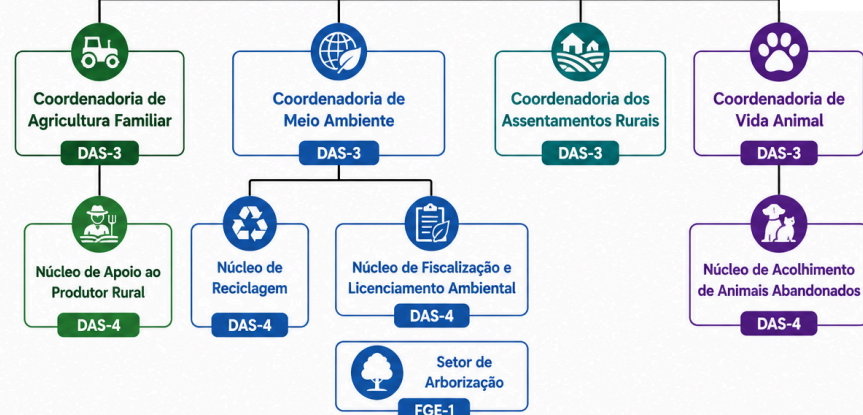 Coordenadoria de
Agricultura Familiar
DAS-3
Coordenadoria de
Meio Ambiente
DAS-3
Coordenadoria dos
Assentamentos Rurais
DAS-3
Coordenadoria de
Vida Animal
DAS-3
Núcleo de Apoio ao
Produtor Rural
DAS-4
Núcleo de
Reciclagem
DAS-4
Núcleo de Fiscalização e
Licenciamento Ambiental
DAS-4
Núcleo de Acolhimento
de Animais Abandonados
DAS-4
Setor de
Arborização
FGE-1